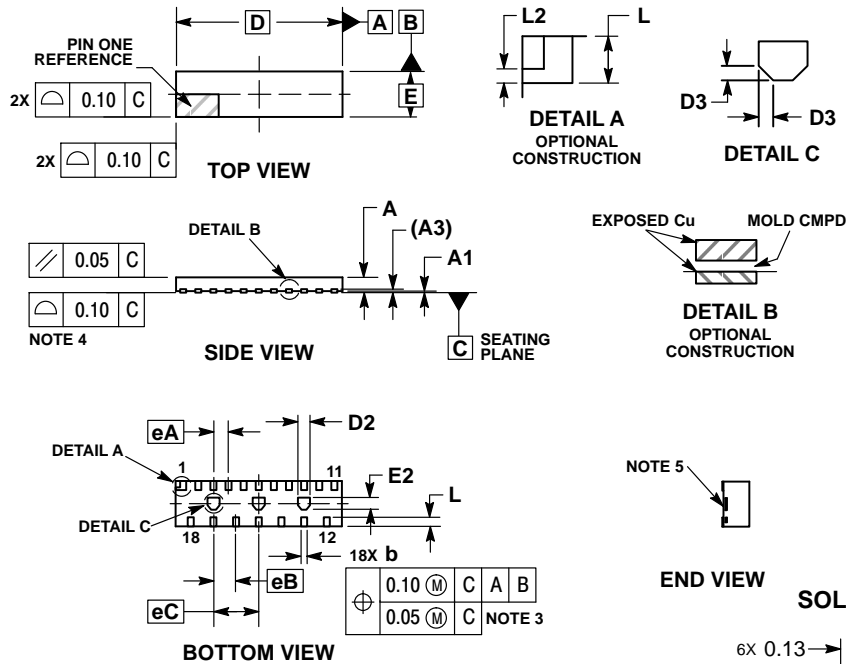 D
A
B
PIN ONE
REFERENCE
E
2X 0.10 C
2X 0.10 C
TOP VIEW
L2
L
DETAIL A
OPTIONAL
CONSTRUCTION
D3
D3
DETAIL C
DETAIL B
A
(A3)
A1
// 0.05 C
0.10 C
NOTE 4
SIDE VIEW
C
SEATING
PLANE
EXPOSED Cu
MOLD CMPD
DETAIL B
OPTIONAL
CONSTRUCTION
eA
D2
DETAIL A
1
11
E2
L
DETAIL C
18
12
18X b
eB
eC
0.10 Ⓜ C A B
0.05 Ⓜ C NOTE 3
BOTTOM VIEW
NOTE 5
END VIEW
SOL
6X 0.13